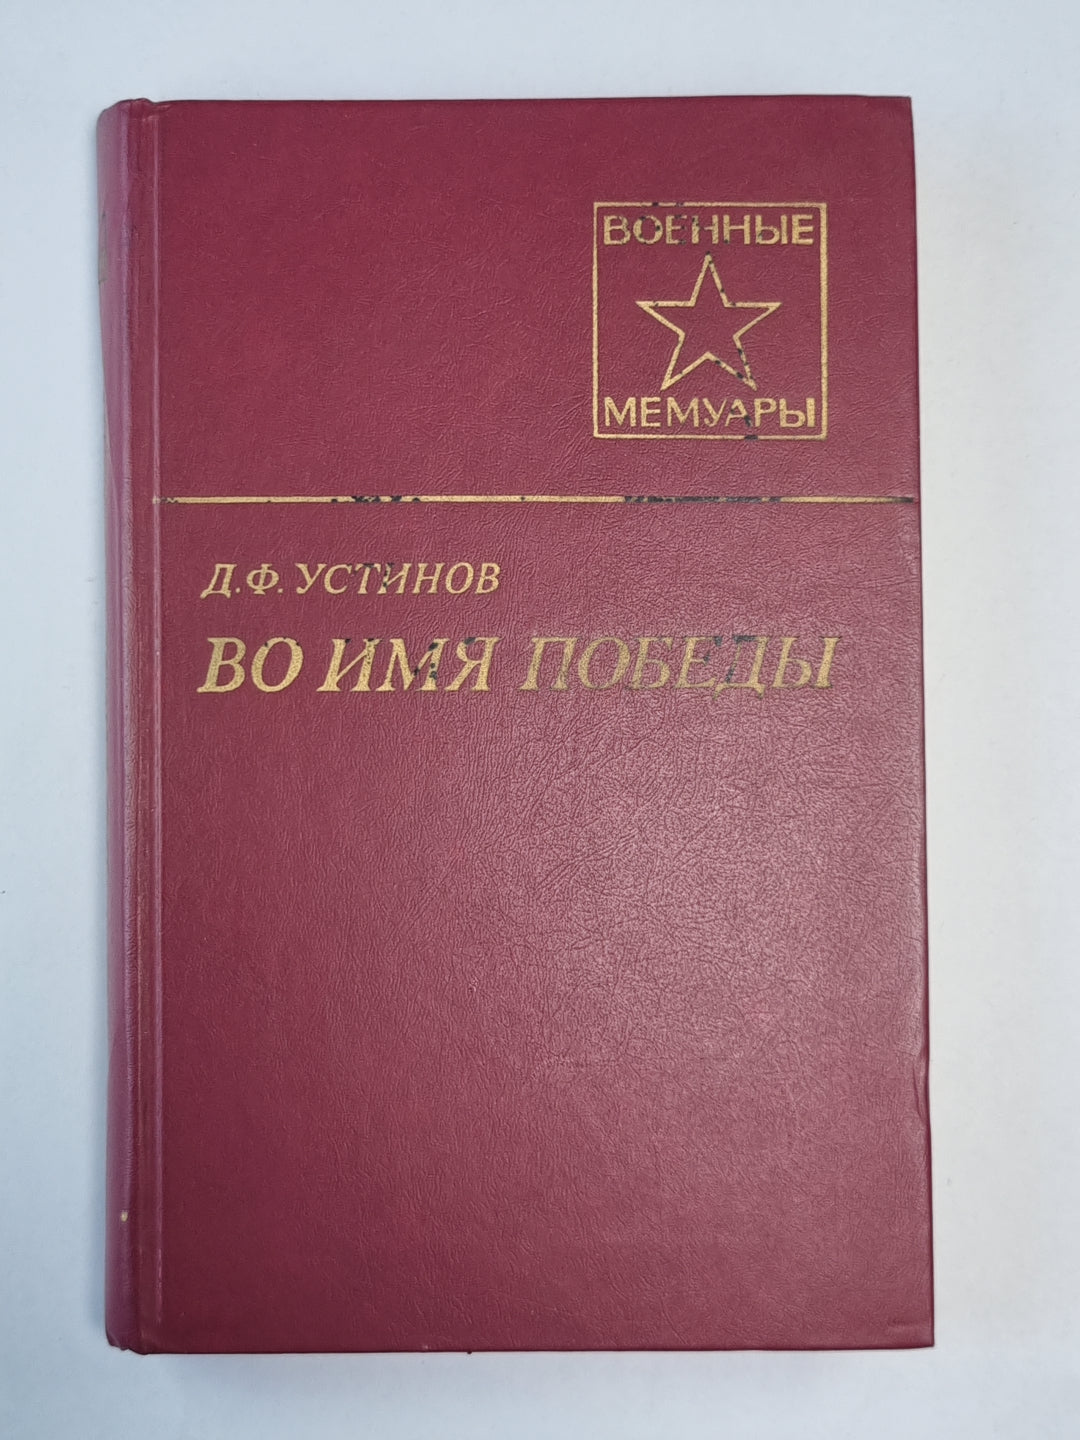 ВОЕННЫЕ
МЕМУАРЫ
Д.Ф. УСТИНОВ
ВО ИМЯ ПОБЕДЫ